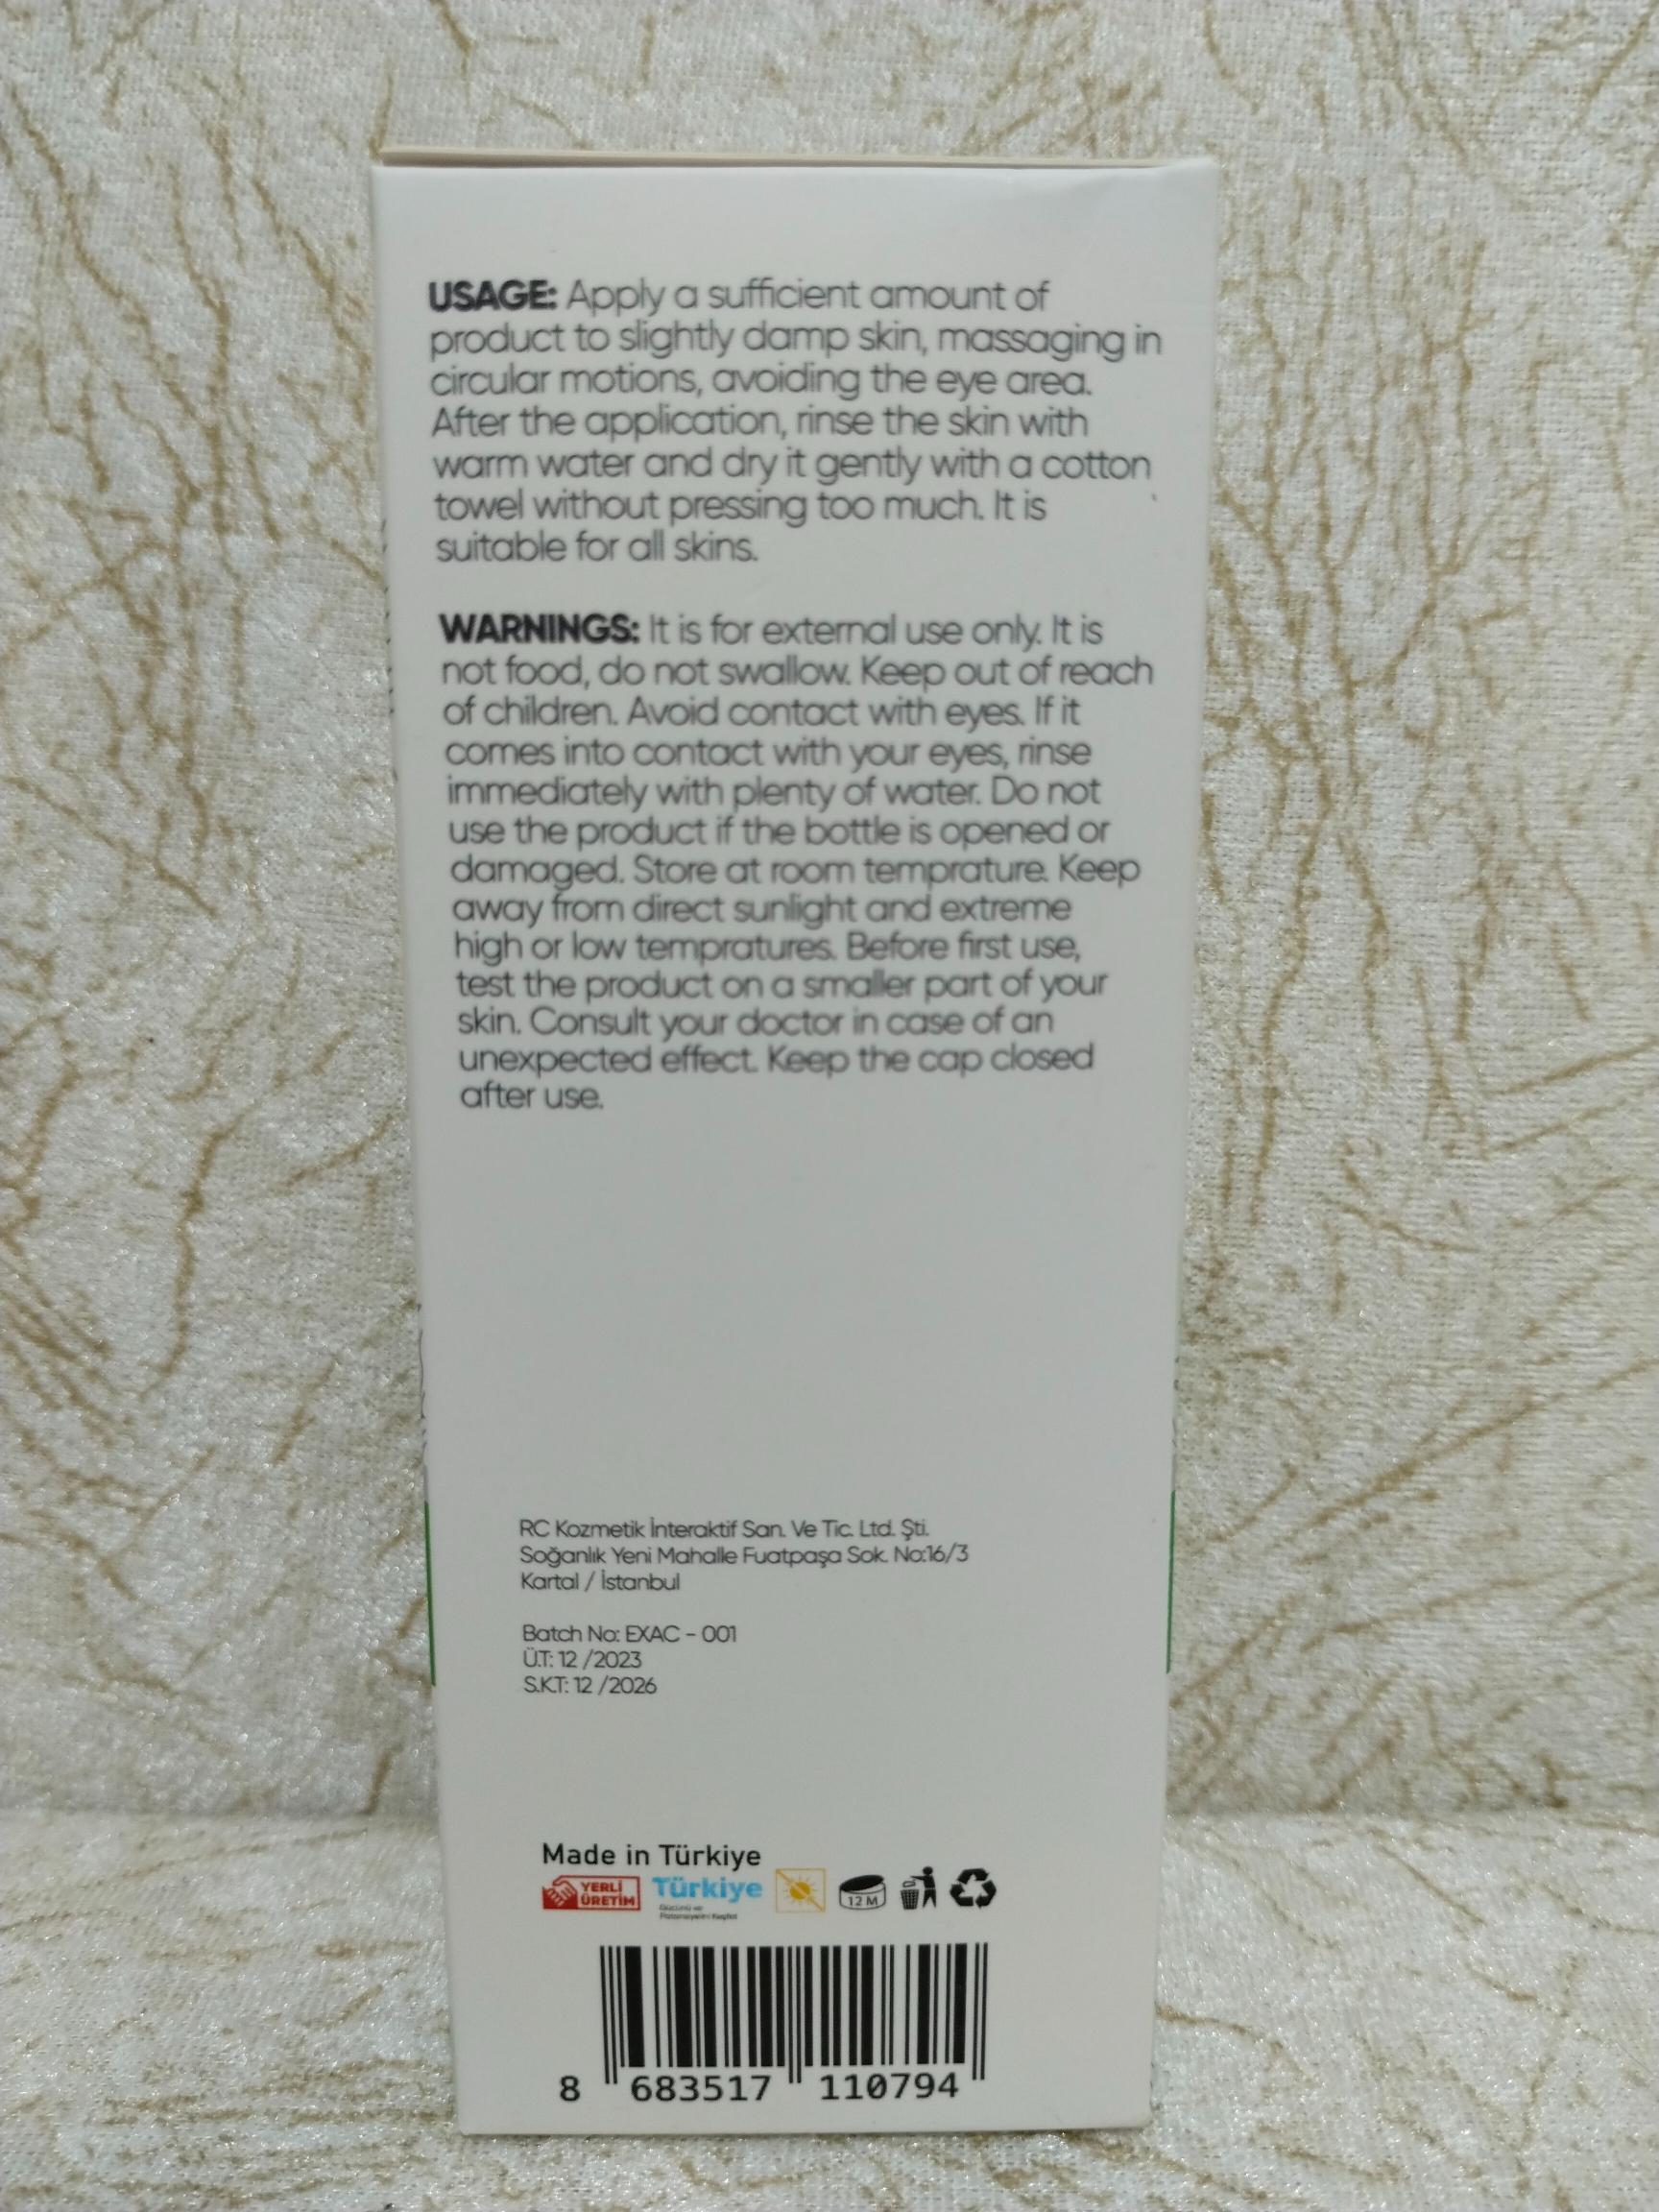 USAGE: Apply a sufficient amount of
product to slightly damp skin, massaging in
circular motions, avoiding the eye area.
After the application, rinse the skin with
warm water and dry it gently with a cotton
towel without pressing too much. It is
suitable for all skins.
WARNINGS: It is for external use only. It is
not food, do not swallow. Keep out of reach
of children. Avoid contact with eyes. If it
comes into contact with your eyes, rinse
immediately with plenty of water. Do not
use the product if the bottle is opened or
damaged. Store at room temprature. Keep
away from direct sunlight and extreme
high or low tempratures. Before first use,
test the product on a smaller part of your
skin. Consult your doctor in case of an
unexpected effect. Keep the cap closed
after use.
RC Kozmetik İnteraktif San. Ve Tic. Ltd. Şti.
Soğanlık Yeni Mahalle Fuatpaşa Sok. No:16/3
Kartal / İstanbul
Batch No: EXAC - 001
Ü.T: 12 /2023
S.K.T: 12 /2026
Made in Türkiye
YERLİ
ÜRETİM
Türkiye
Gücünü ve
Potansiyelini Keşfet
12 M
8 683517 110794